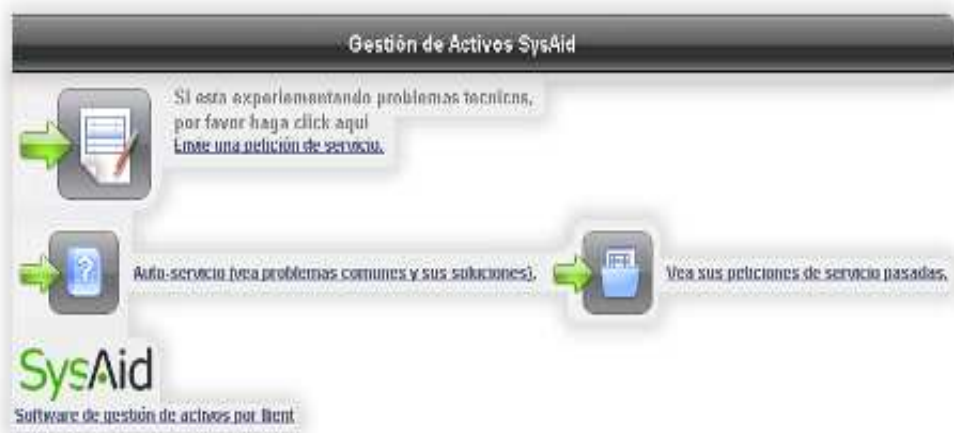 Gestión de Activos SysAid
Si esta experiementando problemas tecnicos,
por favor haga click aqui
Envie una petición de servicio.
Auto-servicio (vea problemas comunes y sus soluciones).
Vea sus peticiones de servicio pasadas.
SysAid
Software de gestión de activos por Ilient